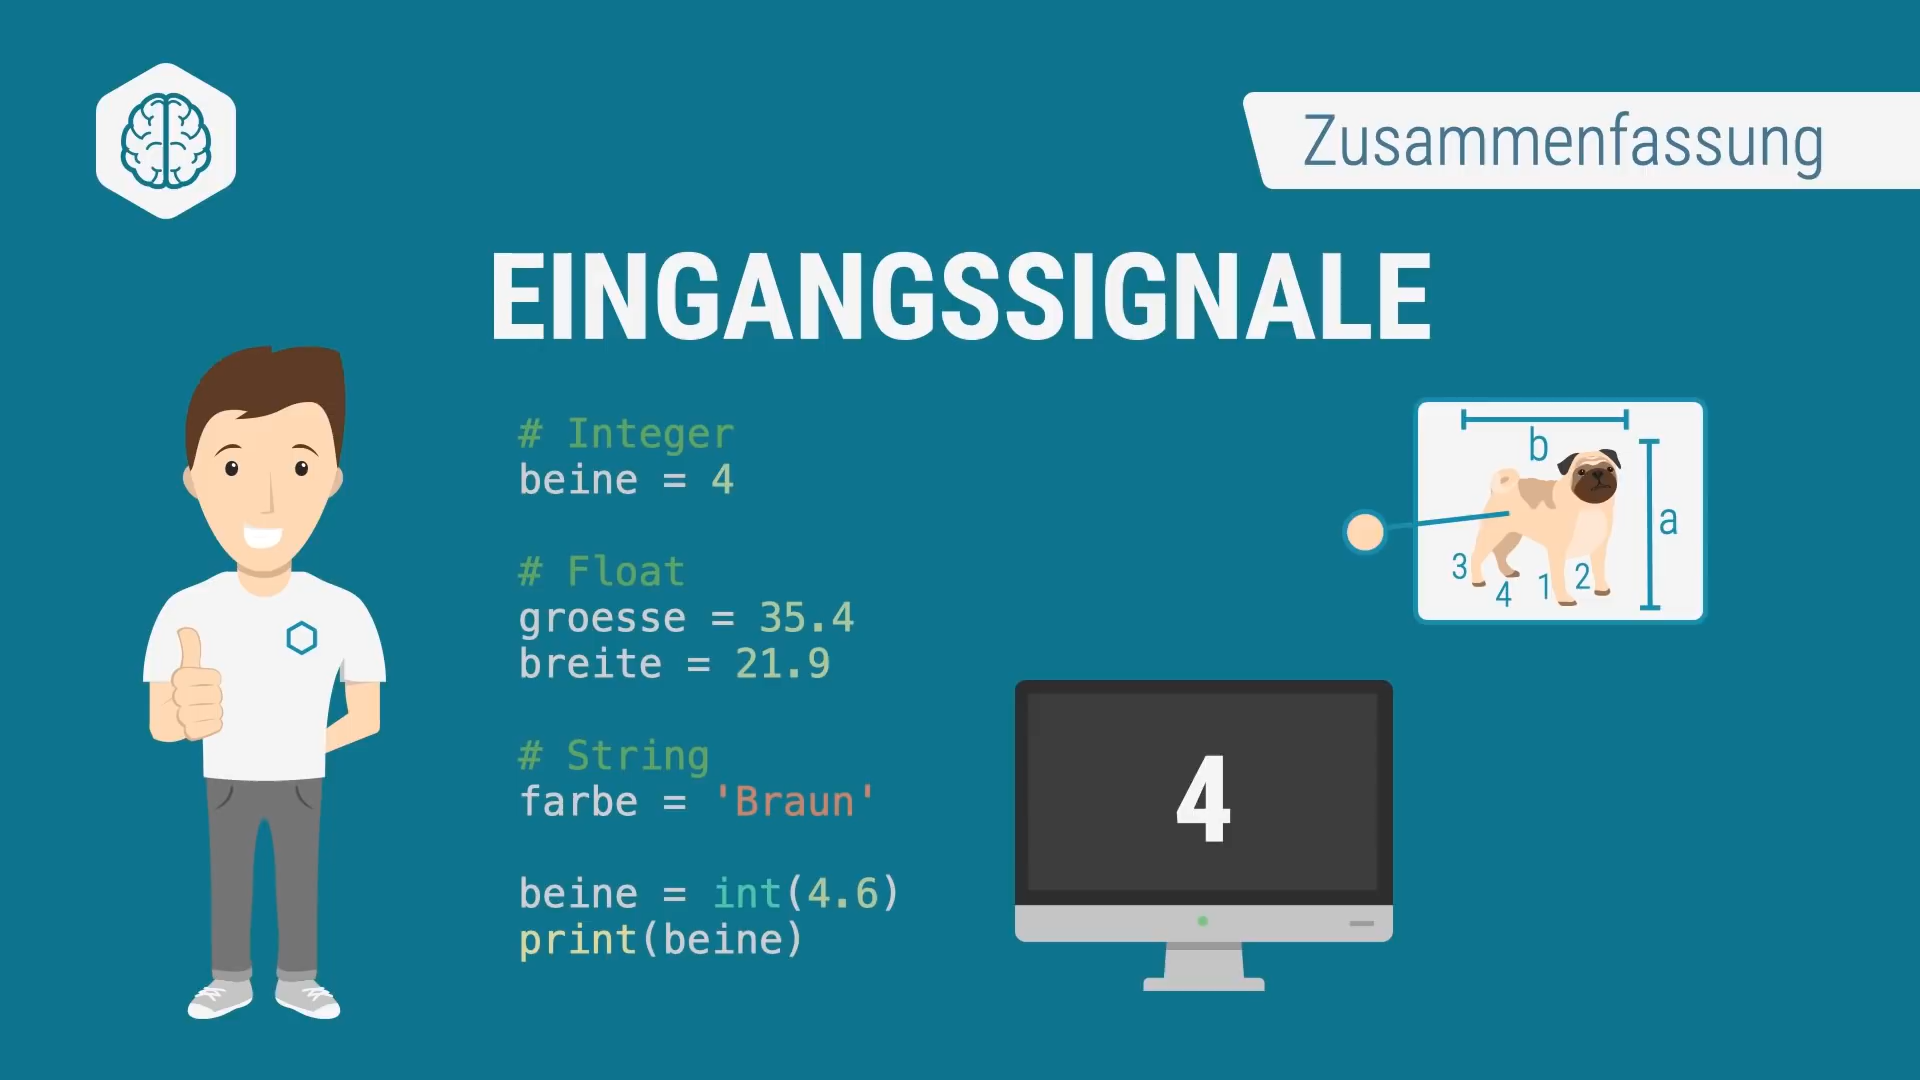 Zusammenfassung
EINGANGSSIGNALE
# Integer
beine = 4
# Float
groesse = 35.4
breite = 21.9
# String
farbe = 'Braun'
beine = int(4.6)
print(beine)
b
a
3
4
1
2
4